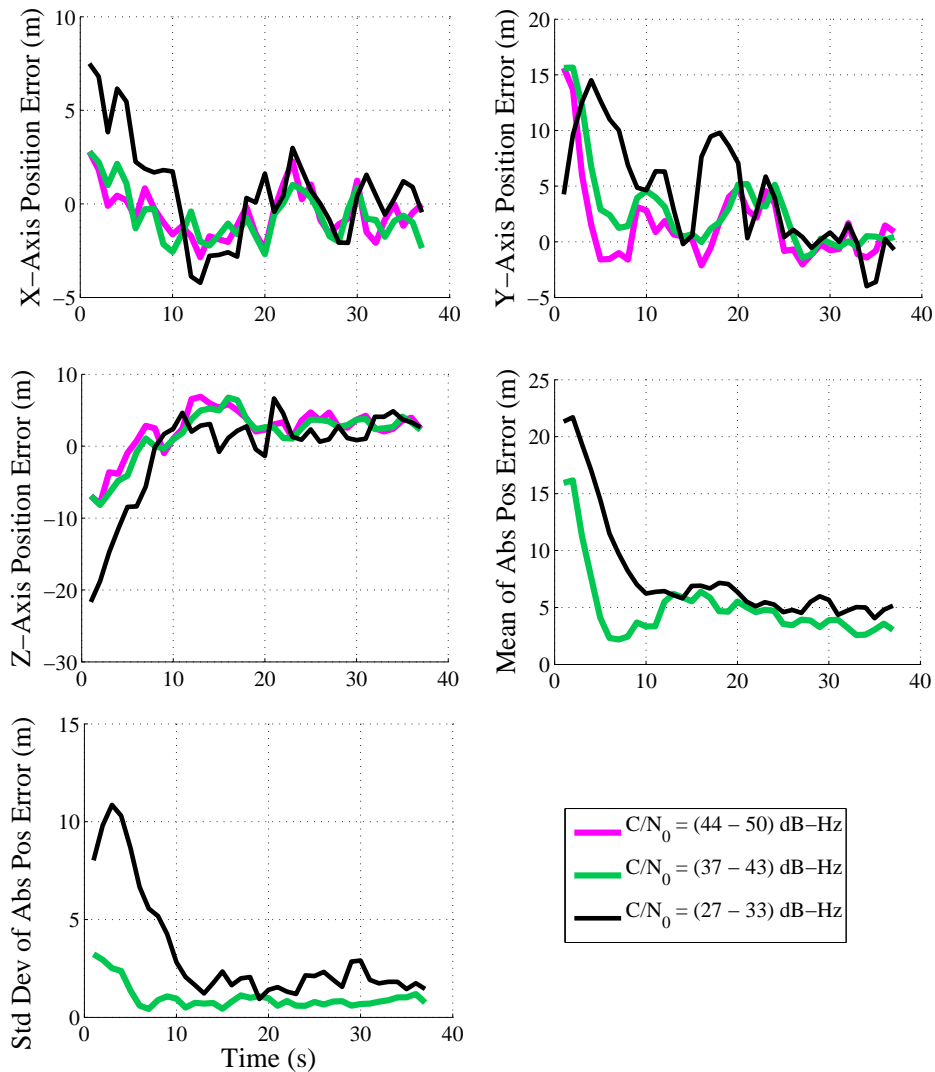 X−Axis Position Error (m)
10
5
0
−5
0 10 20 30 40
Y−Axis Position Error (m)
20
15
10
5
0
−5
0 10 20 30 40
Z−Axis Position Error (m)
10
0
−10
−20
−30
0 10 20 30 40
Mean of Abs Pos Error (m)
25
20
15
10
5
0
0 10 20 30 40
Std Dev of Abs Pos Error (m)
15
10
5
0
0 10 20 30 40
Time (s)
C/N0 = (44 − 50) dB−Hz
C/N0 = (37 − 43) dB−Hz
C/N0 = (27 − 33) dB−Hz